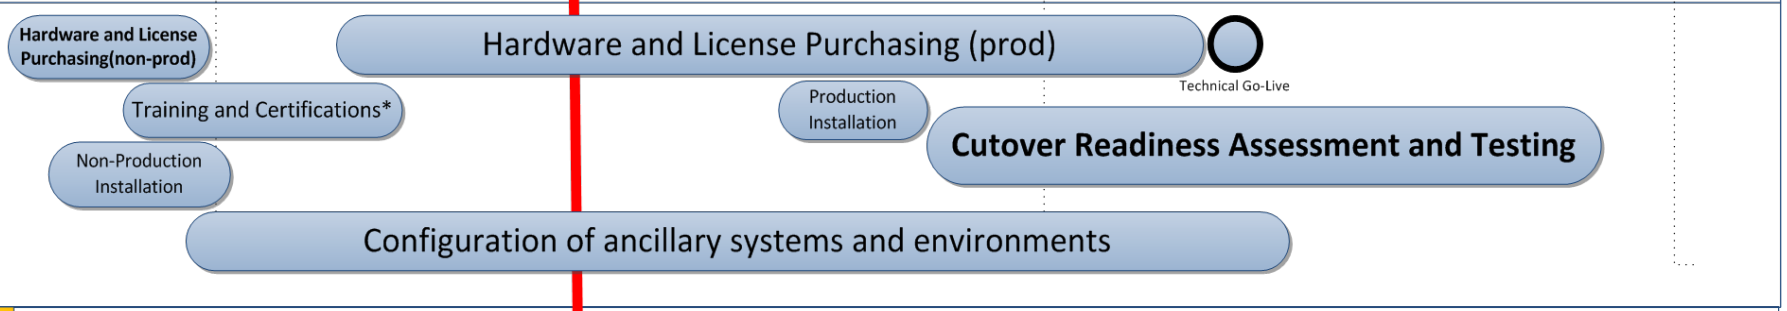 Hardware and License
Purchasing(non-prod)
Hardware and License Purchasing (prod)
Technical Go-Live
Training and Certifications*
Production
Installation
Cutover Readiness Assessment and Testing
Non-Production
Installation
Configuration of ancillary systems and environments